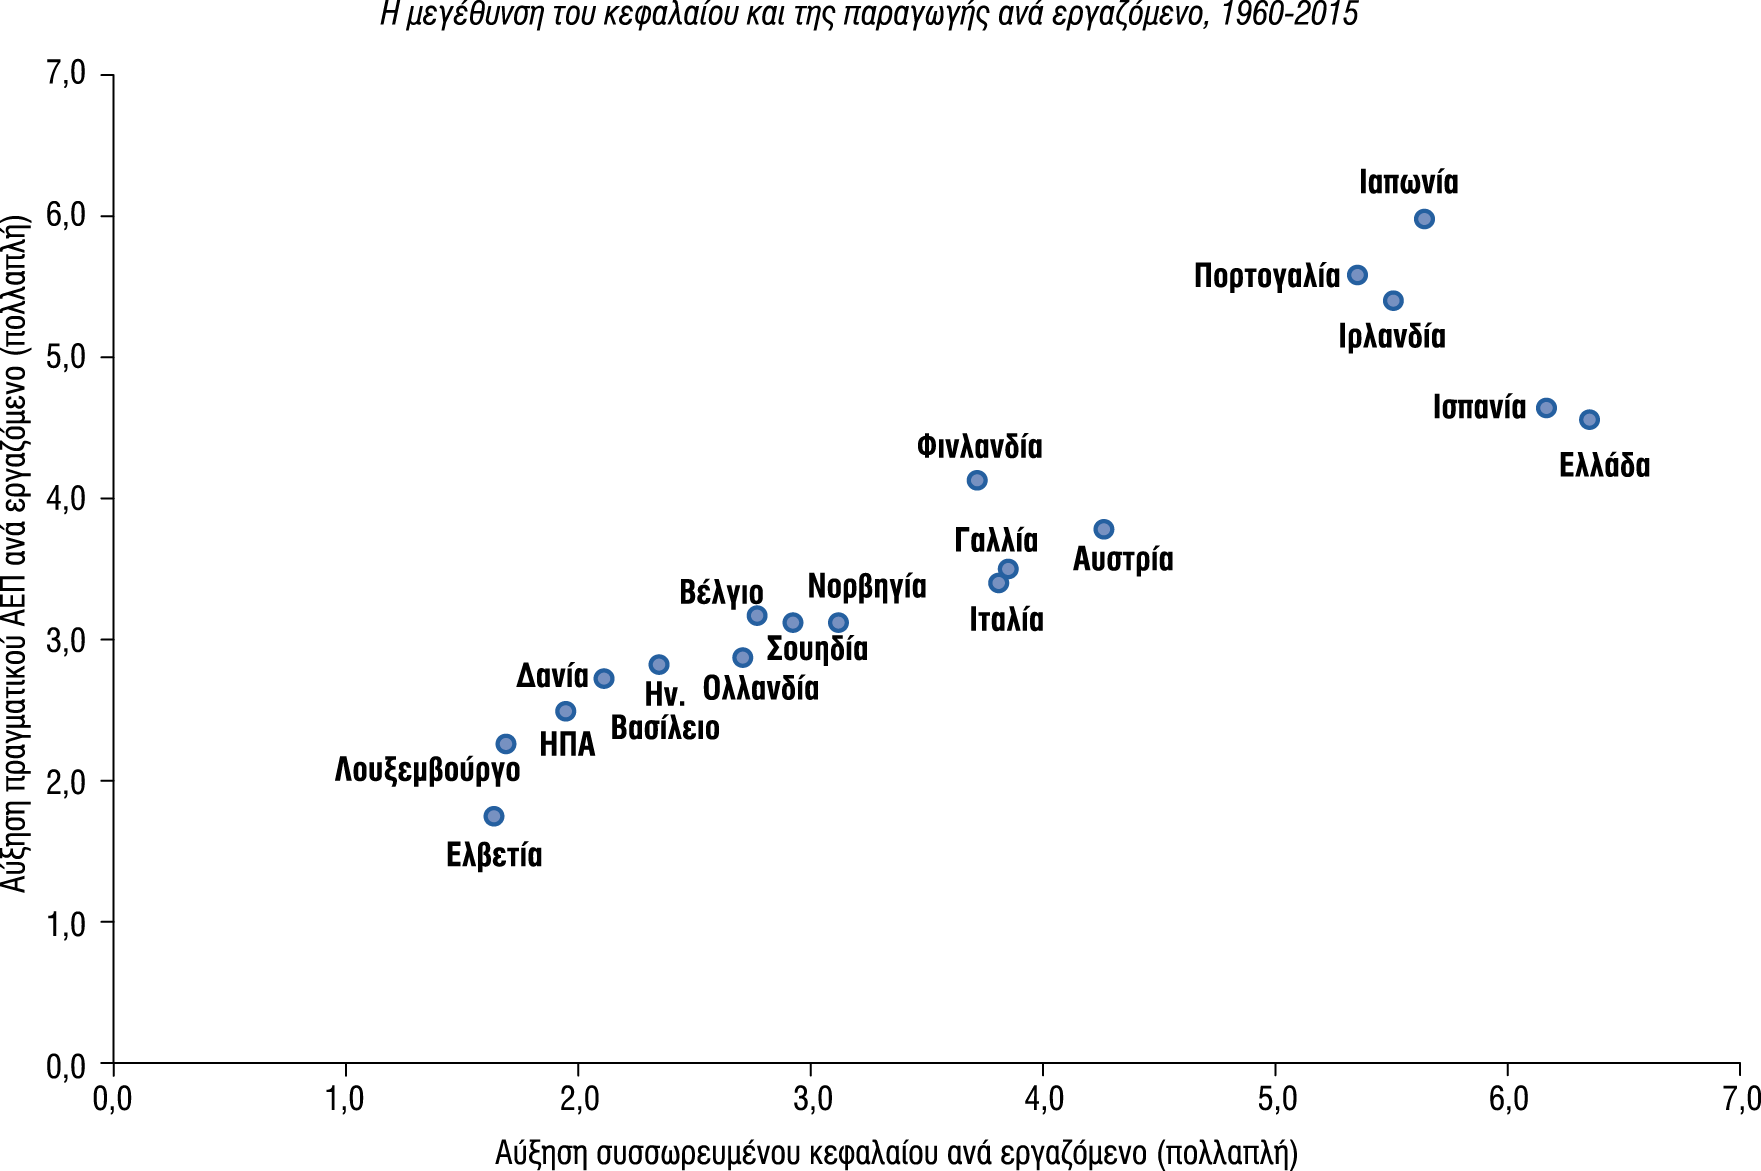 Η μεγέθυνση του κεφαλαίου και της παραγωγής ανά εργαζόμενο, 1960-2015
Αύξηση πραγματικού ΑΕΠ ανά εργαζόμενο (πολλαπλή)
7,0
6,0
5,0
4,0
3,0
2,0
1,0
0,0
Ιαπωνία
Πορτογαλία
Ιρλανδία
Ισπανία
Ελλάδα
Φινλανδία
Γαλλία
Αυστρία
Βέλγιο
Νορβηγία
Ιταλία
Σουηδία
Δανία
Ην.
Βασίλειο
Ολλανδία
ΗΠΑ
Λουξεμβούργο
Ελβετία
0,0
1,0
2,0
3,0
4,0
5,0
6,0
7,0
Αύξηση συσσωρευμένου κεφαλαίου ανά εργαζόμενο (πολλαπλή)